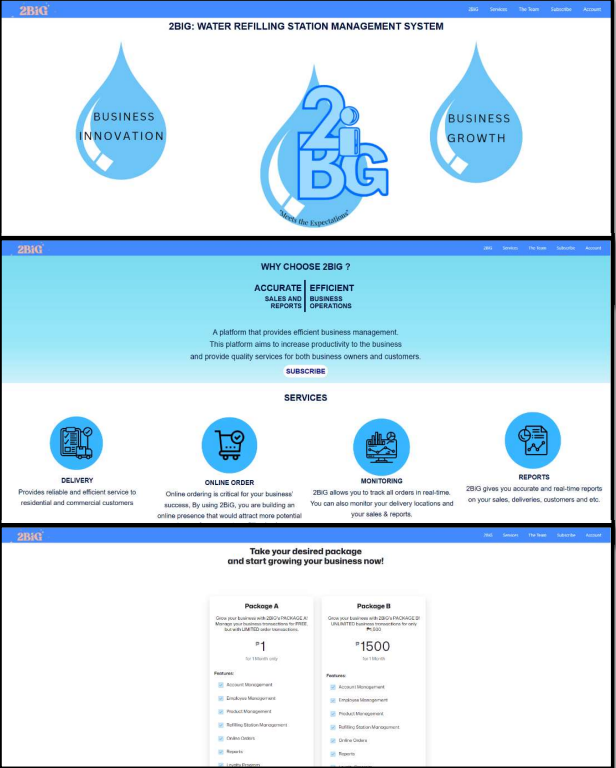 2BiG
2BiG Services The Team Subscribe Account
2BIG: WATER REFILLING STATION MANAGEMENT SYSTEM
BUSINESS
INNOVATION
2BiG
"Meets the Expectations"
BUSINESS
GROWTH
2BiG
2BiG Services The Team Subscribe Account
WHY CHOOSE 2BIG ?
ACCURATE
SALES AND
REPORTS
EFFICIENT
BUSINESS
OPERATIONS
A platform that provides efficient business management.
This platform aims to increase productivity to the business
and provide quality services for both business owners and customers.
SUBSCRIBE
SERVICES
DELIVERY
Provides reliable and efficient service to
residential and commercial customers
ONLINE ORDER
Online ordering is critical for your business'
success, By using 2BiG, you are building an
online presence that would attract more potential
MONITORING
2BiG allows you to track all orders in real-time.
You can also monitor your delivery locations and
your sales & reports.
REPORTS
2BiG gives you accurate and real-time reports
on your sales, deliveries, customers and etc.
2BiG
2BiG Services The Team Subscribe Account
Take your desired package
and start growing your business now!
Package A
Grow your business with 2BiG's PACKAGE A!
Manage your business transactions for FREE
but with LIMITED order transactions.
₱1
for 1 Month only
Features:
Account Management
Employee Management
Product Management
Refilling Station Management
Online Orders
Reports
Loyalty Program
Package B
Grow your business with 2BiG's PACKAGE B!
UNLIMITED business transactions for only
₱1,500
₱1500
for 1 Month
Features:
Account Management
Employee Management
Product Management
Refilling Station Management
Online Orders
Reports